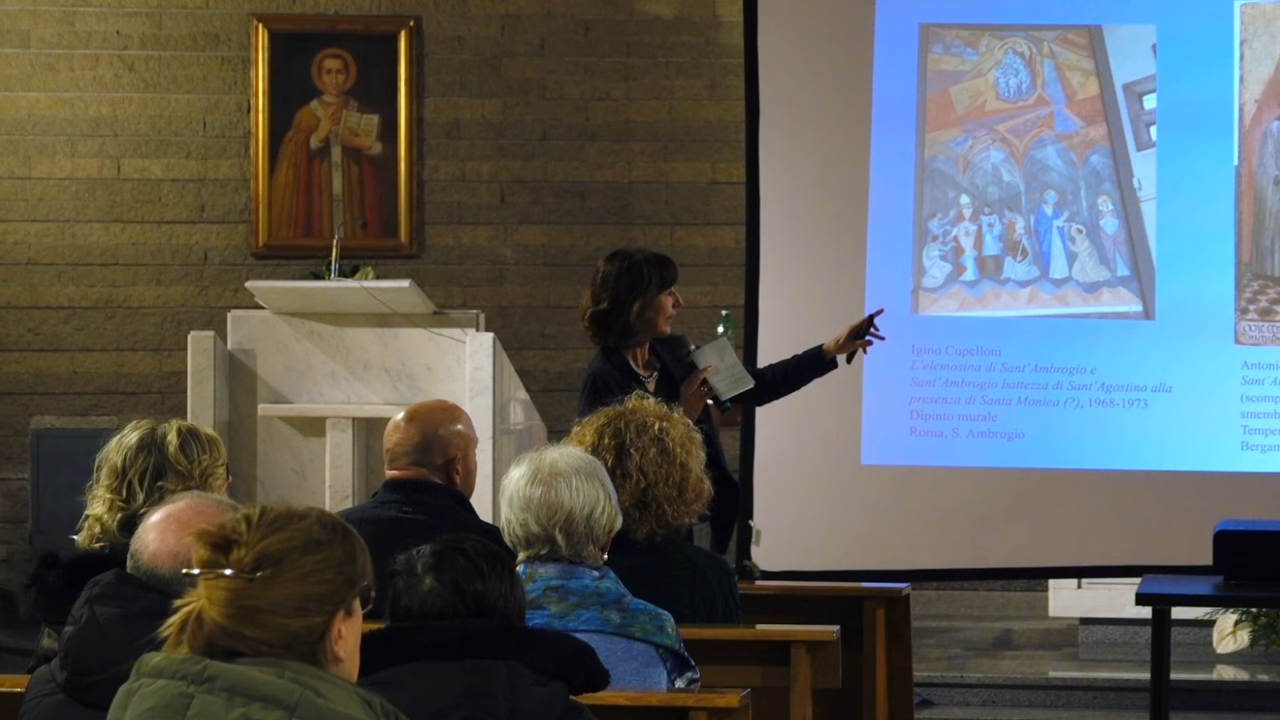 Igino Cupelloni
L'elemosina di Sant'Ambrogio e
Sant'Ambrogio battezza di Sant'Agostino alla
presenza di Santa Monica (?), 1968-1973
Dipinto murale
Roma, S. Ambrogio
Antoni
Sant'A
(scomp
smemb
Temper
Bergam